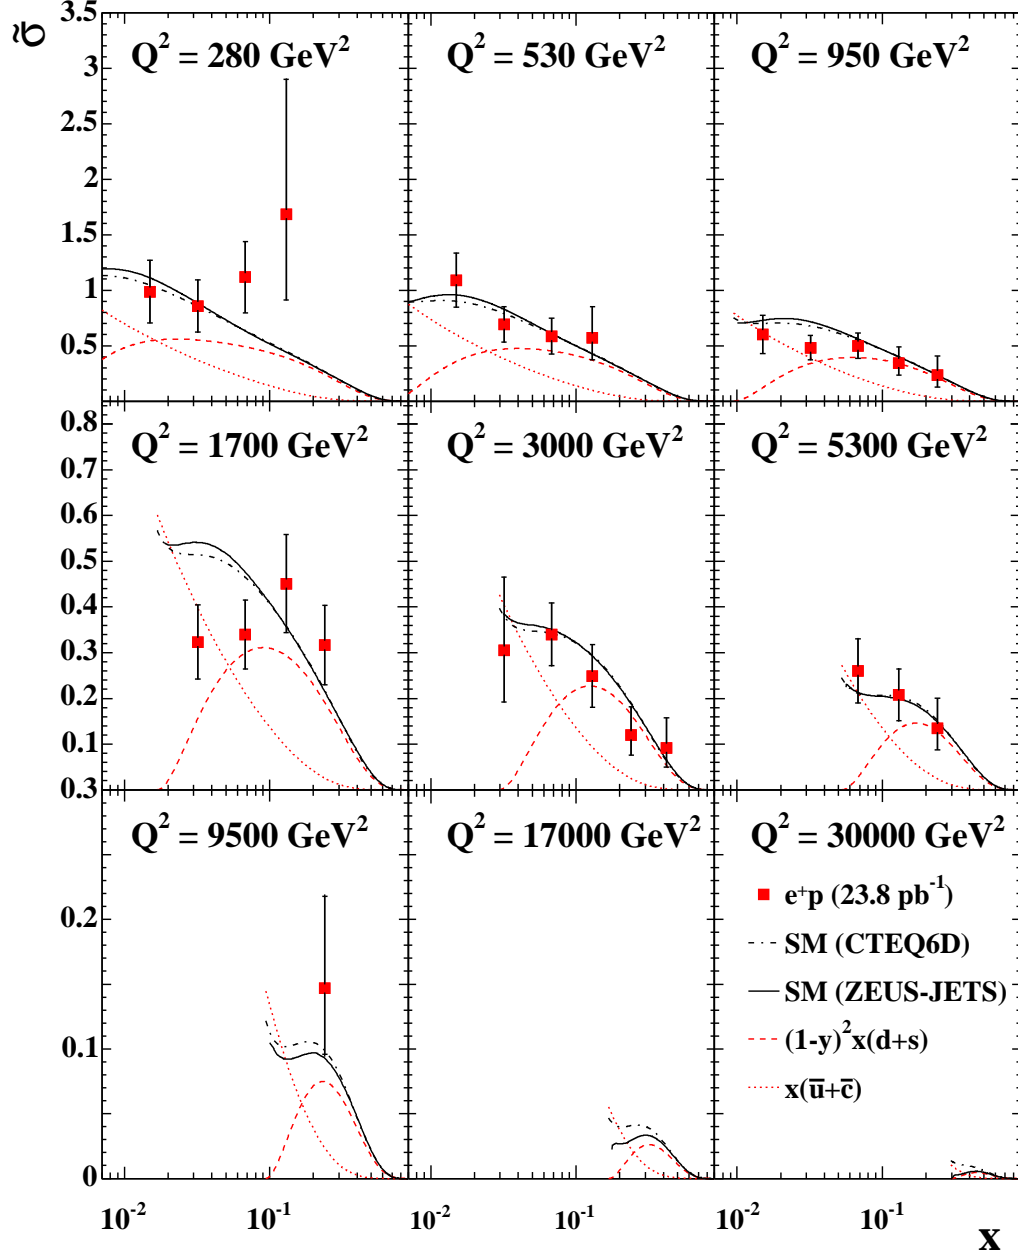 σ̃
3.5
3
2.5
2
1.5
1
0.5
Q² = 280 GeV²
Q² = 530 GeV²
Q² = 950 GeV²
0.8
0.7
0.6
0.5
0.4
0.3
0.2
0.1
0.3
Q² = 1700 GeV²
Q² = 3000 GeV²
Q² = 5300 GeV²
0.2
0.1
0
Q² = 9500 GeV²
Q² = 17000 GeV²
Q² = 30000 GeV²
e⁺p (23.8 pb⁻¹)
SM (CTEQ6D)
SM (ZEUS-JETS)
(1-y)²x(d+s)
x(u̅+c̅)
10⁻² 10⁻¹ 10⁻² 10⁻¹ 10⁻² 10⁻¹
x